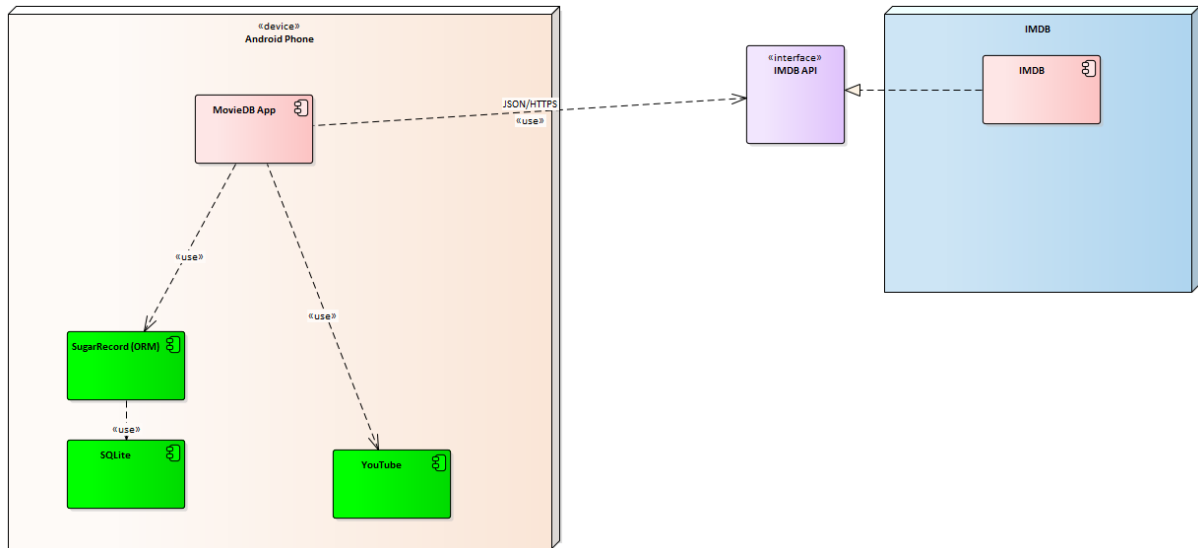 «device»
Android Phone
MovieDB App
«use»
«use»
SugarRecord (ORM)
«use»
SQLite
YouTube
JSON/HTTPS
«use»
«interface»
IMDB API
IMDB
IMDB